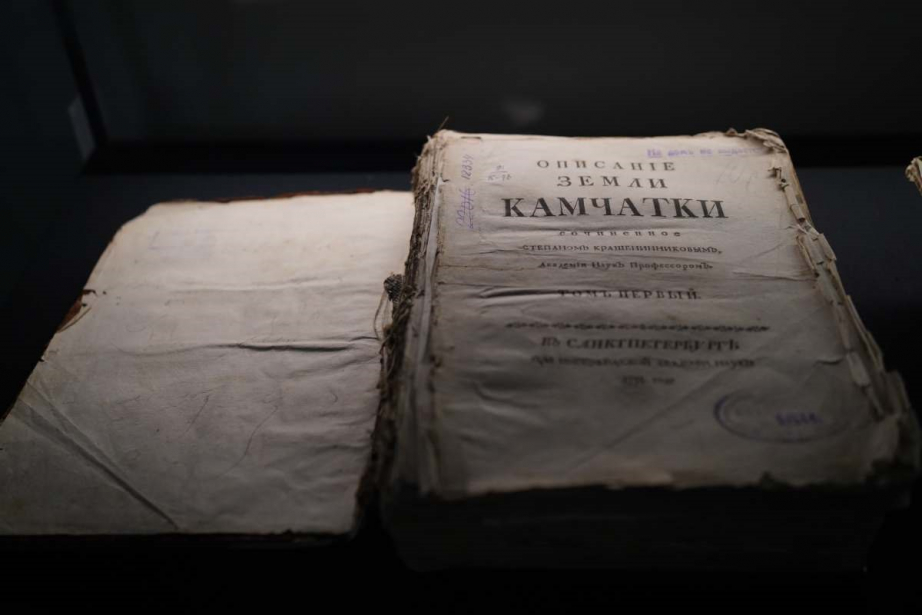 ОПИСАНІЕ
ЗЕМЛИ
КАМЧАТКИ
сочиненное
СТЕПАНОМЪ КРАШЕНИННИКОВЫМЪ,
Академіи Наукъ Профессоромъ.
ТОМЪ ПЕРВЫЙ.
ВЪ САНКТПЕТЕРБУРГѢ